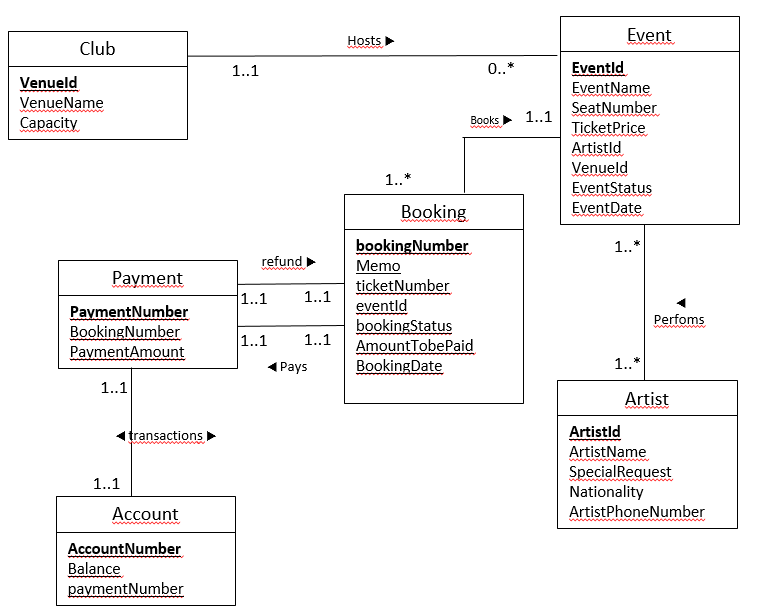 Club
VenueId
VenueName
Capacity
Hosts ►
1..1
0..*
Event
EventId
EventName
SeatNumber
TicketPrice
ArtistId
VenueId
EventStatus
EventDate
Books ►
1..1
1..*
Booking
bookingNumber
Memo
ticketNumber
eventId
bookingStatus
AmountTobePaid
BookingDate
refund ►
1..1
1..1
1..1
1..1
◄ Pays
Payment
PaymentNumber
BookingNumber
PaymentAmount
1..1
◄ transactions ►
1..1
Account
AccountNumber
Balance
paymentNumber
1..*
◄
Perfoms
1..*
Artist
ArtistId
ArtistName
SpecialRequest
Nationality
ArtistPhoneNumber